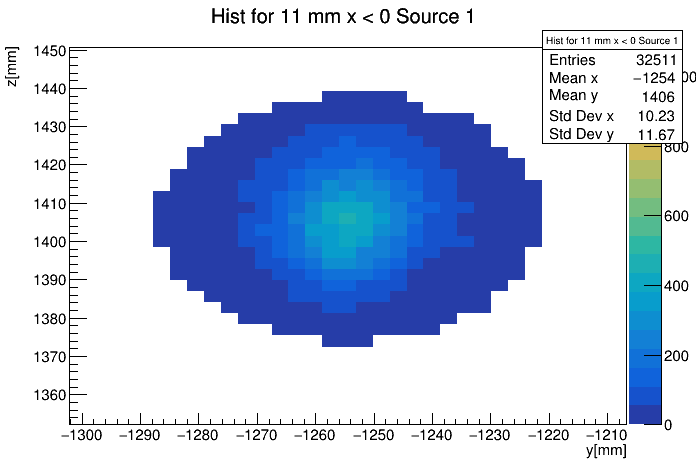 Hist for 11 mm x < 0 Source 1
z[mm]
1450
1440
1430
1420
1410
1400
1390
1380
1370
1360
Hist for 11 mm x < 0 Source 1
Entries 32511
Mean x −1254
Mean y 1406
Std Dev x 10.23
Std Dev y 11.67
800
600
400
200
0
−1300 −1290 −1280 −1270 −1260 −1250 −1240 −1230 −1220 −1210
y[mm]